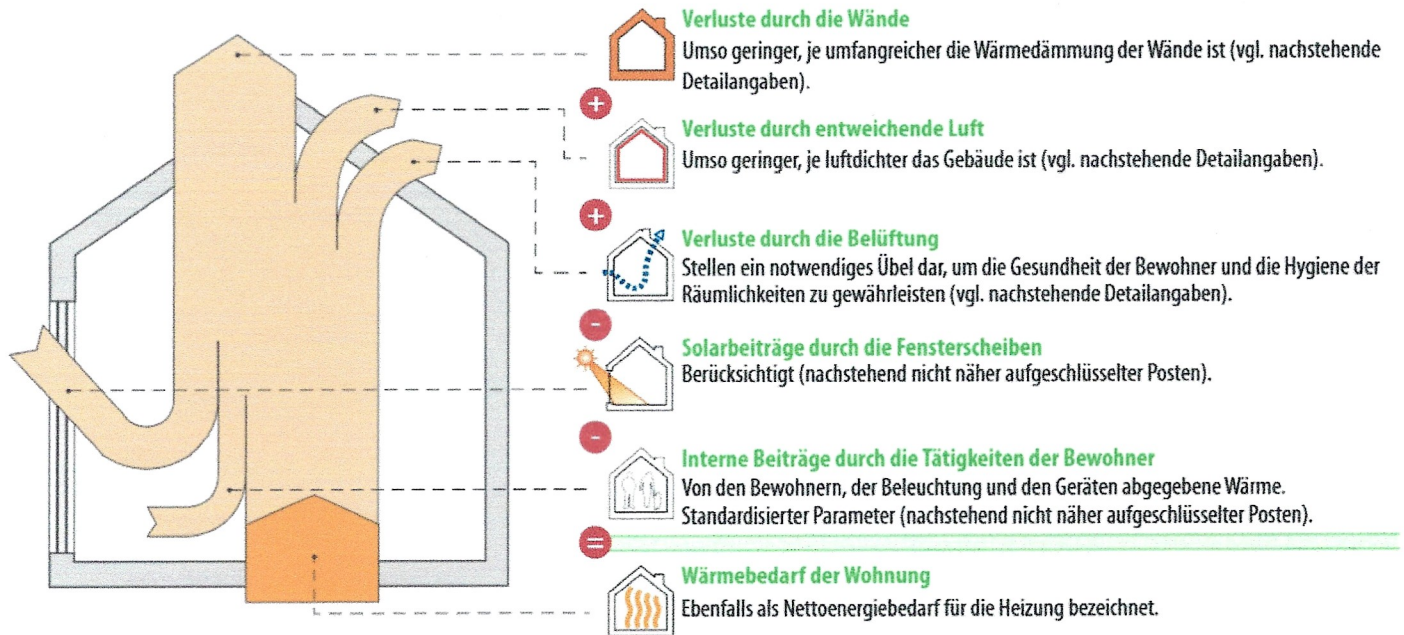 Verluste durch die Wände
Umso geringer, je umfangreicher die Wärmedämmung der Wände ist (vgl. nachstehende
Detailangaben).
+
Verluste durch entweichende Luft
Umso geringer, je luftdichter das Gebäude ist (vgl. nachstehende Detailangaben).
+
Verluste durch die Belüftung
Stellen ein notwendiges Übel dar, um die Gesundheit der Bewohner und die Hygiene der
Räumlichkeiten zu gewährleisten (vgl. nachstehende Detailangaben).
-
Solarbeiträge durch die Fensterscheiben
Berücksichtigt (nachstehend nicht näher aufgeschlüsselter Posten).
-
Interne Beiträge durch die Tätigkeiten der Bewohner
Von den Bewohnern, der Beleuchtung und den Geräten abgegebene Wärme.
Standardisierter Parameter (nachstehend nicht näher aufgeschlüsselter Posten).
=
Wärmebedarf der Wohnung
Ebenfalls als Nettoenergiebedarf für die Heizung bezeichnet.